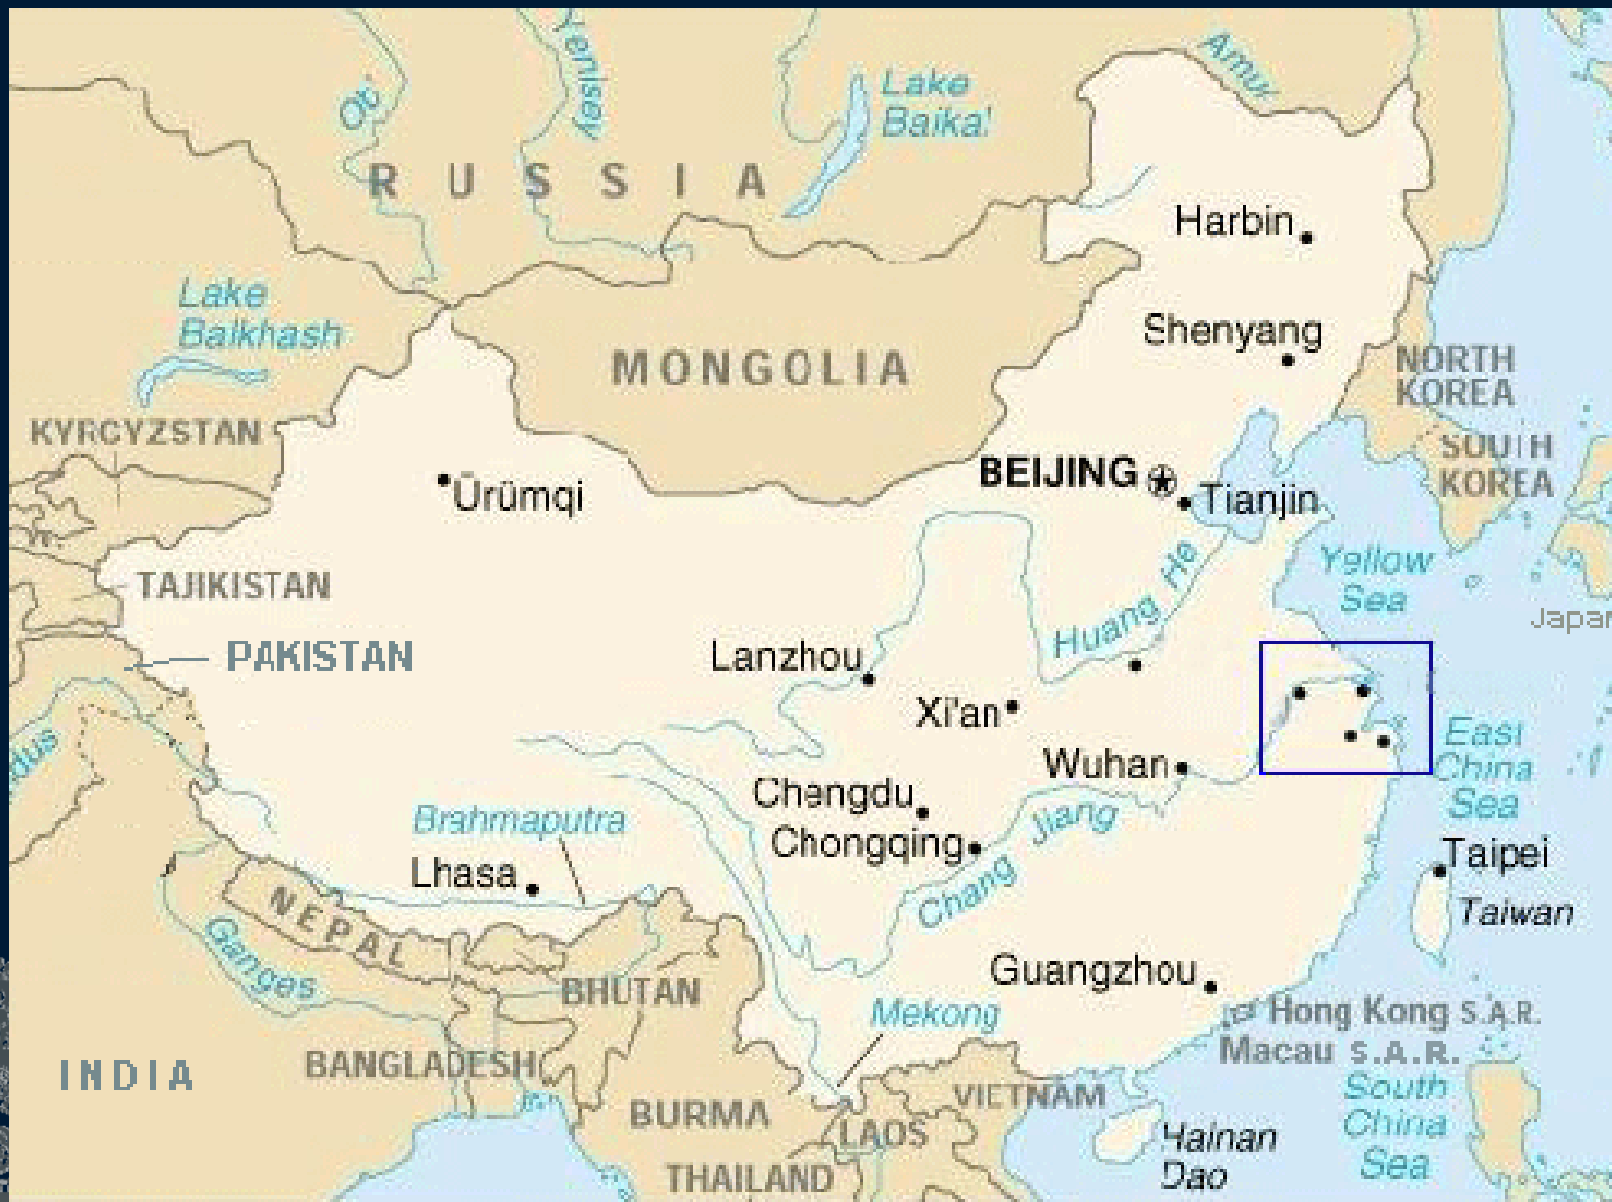 Amur
Yenisey
Ob
Lake
Baikal
RUSSIA
Harbin
Lake
Balkhash
Shenyang
MONGOLIA
NORTH
KOREA
KYRGYZSTAN
SOUTH
KOREA
BEIJING
Ürümqi
Tianjin
Yellow
Sea
TAJIKISTAN
Huang He
Japan
PAKISTAN
Lanzhou
Xi'an
East
China
Sea
Wuhan
Chengdu
Brahmaputra
Chang Jiang
Chongqing
Taipei
Lhasa
Taiwan
NEPAL
Ganges
Guangzhou
BHUTAN
Mekong
Hong Kong S.A.R.
Macau S.A.R.
BANGLADESH
INDIA
VIETNAM
South
China
Sea
BURMA
LAOS
Hainan
Dao
THAILAND